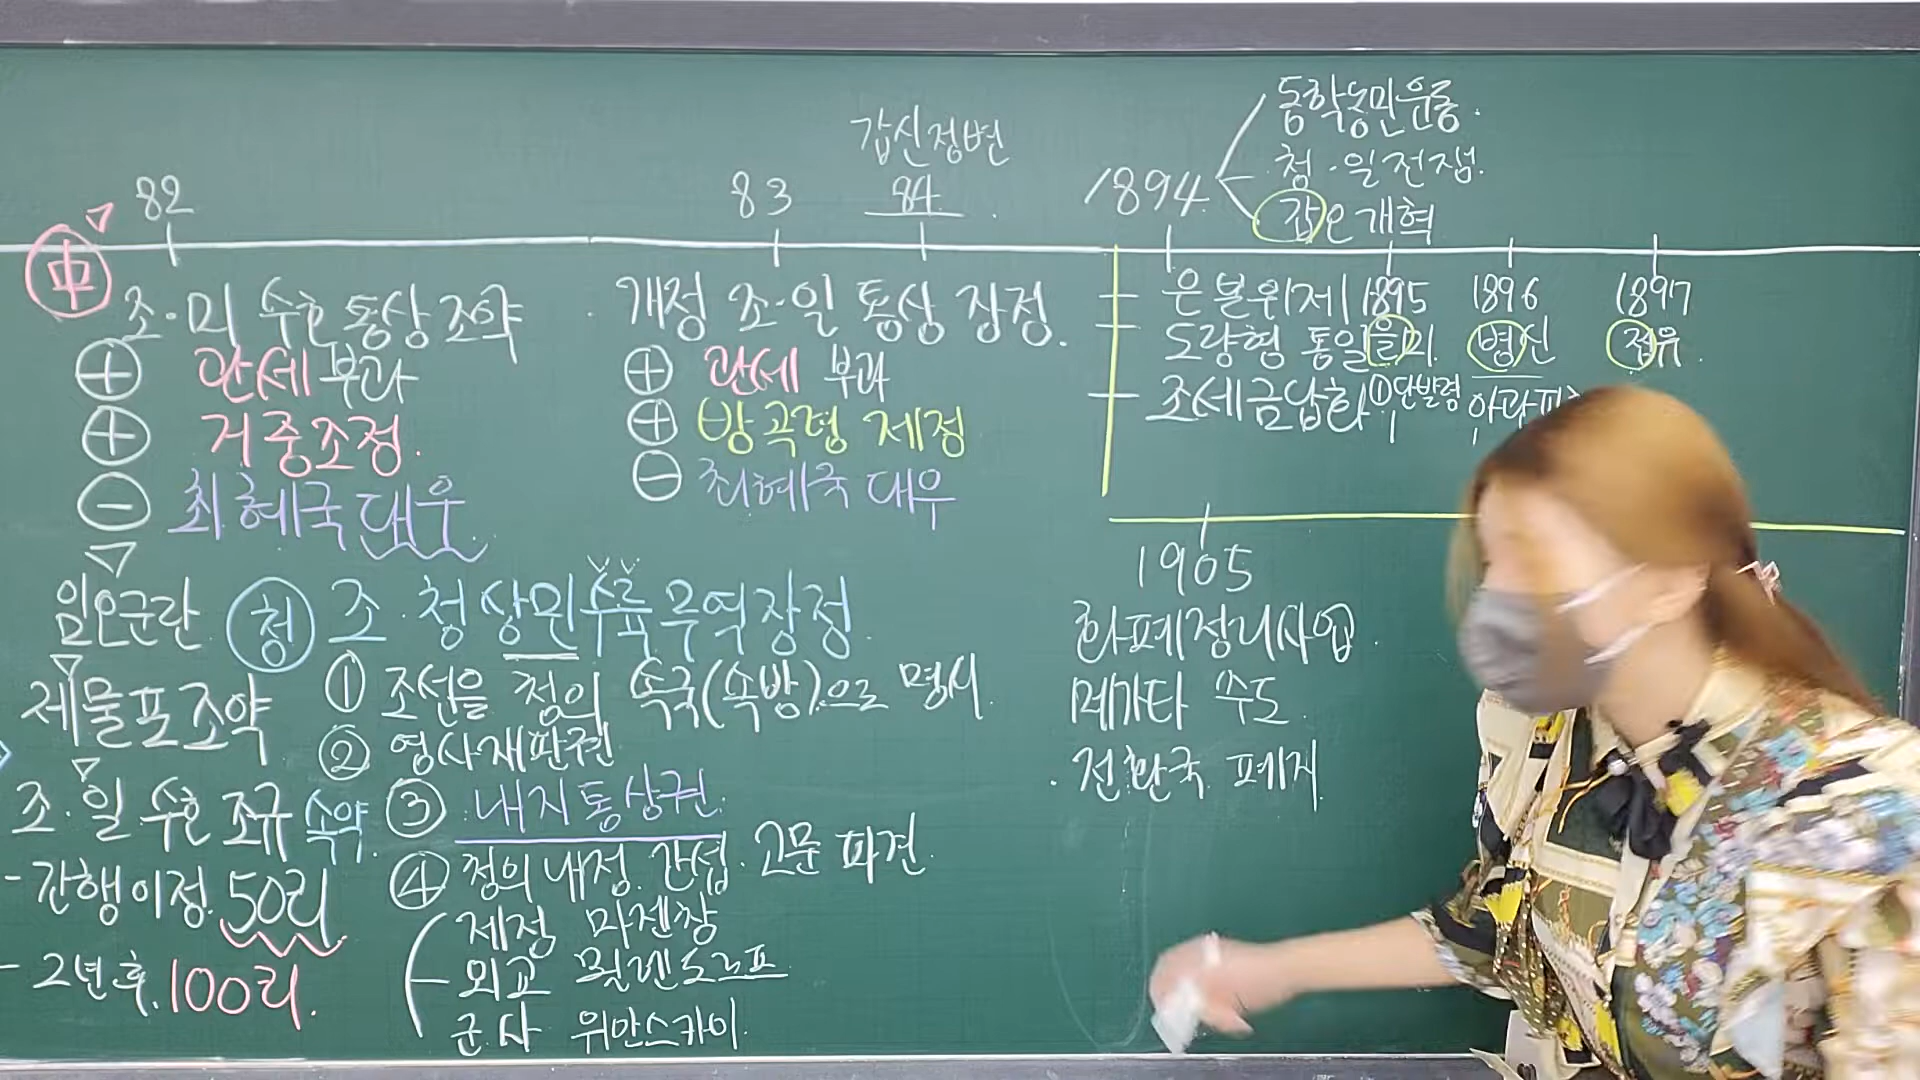 82
中
조·미 수호통상조약
⊕ 관세 부과
⊕ 거중조정.
⊖ 최혜국 대우.
임오군란
제물포조약
조·일 수호 조규 속약.
- 간행이정 50리
- 2년 후. 100리.
청 조·청상민수륙무역장정.
① 조선을 청의 속국(속방)으로 명시.
② 영사재판권
③ 내지통상권.
④ 청의 내정 간섭. 고문 파견.
재정 마젠창
외교 묄렌도르프
군사 위안스카이.
83
갑신정변
84.
개정 조·일 통상 장정.
⊕ 관세 부과
⊕ 방곡령 제정
⊖ 최혜국 대우
1894
동학농민운동.
청·일전쟁.
갑오개혁
은본위제
도량형 통일
조세금납화
1895
을미.
①단발령
1896
병신
아관파
1897
정유.
1905
화폐정리사업.
메가타 주도.
· 전환국 폐지